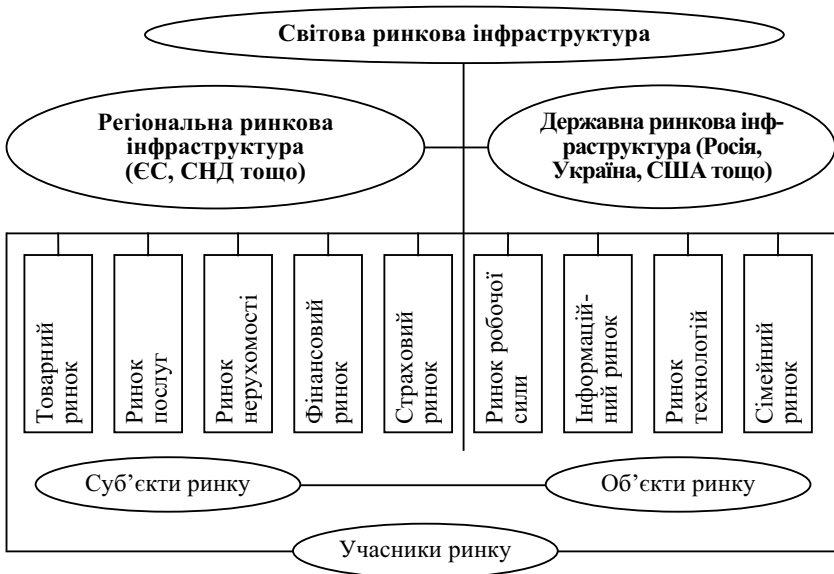 Світова ринкова інфраструктура
Регіональна ринкова
інфраструктура
(ЄС, СНД тощо)
Державна ринкова інф-
раструктура (Росія,
Україна, США тощо)
Товарний
ринок
Ринок
послуг
Ринок
нерухомості
Фінансовий
ринок
Страховий
ринок
Ринок робочої
сили
Інформацій-
ний ринок
Ринок
технологій
Сімейний
ринок
Суб’єкти ринку
Об’єкти ринку
Учасники ринку